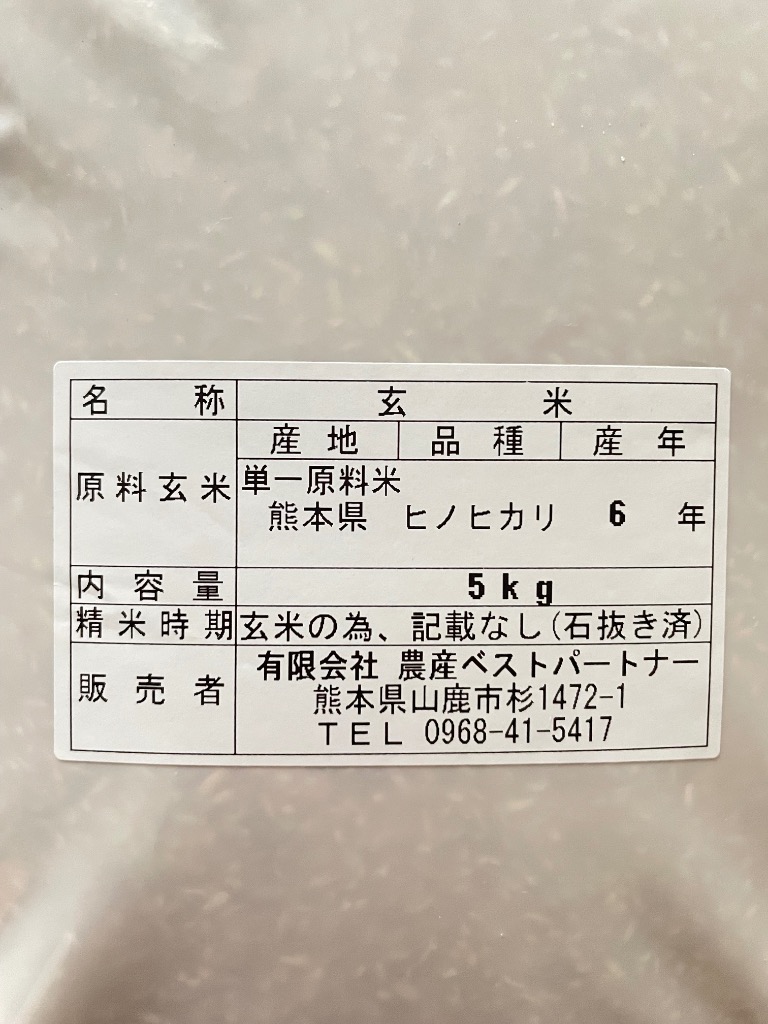 名称 玄米
産地 品種 産年
原料玄米 単一原料米
熊本県 ヒノヒカリ 6年
内容量 5kg
精米時期 玄米の為、記載なし(石抜き済)
販売者 有限会社 農産ベストパートナー
熊本県山鹿市杉1472-1
TEL 0968-41-5417